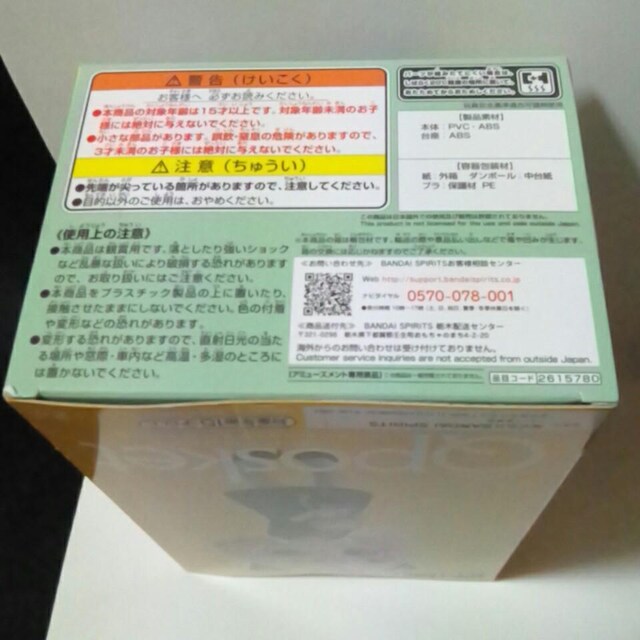 ⚠警告（けいこく）
お客様へ 必ずお読みください。
●本商品の対象年齢は15才以上です。対象年齢未満のお子
様には絶対に与えないでください。
●小さな部品があります。誤飲・窒息の危険がありますので、
3才未満のお子様には絶対に与えないでください。
⚠注意（ちゅうい）
●先端が尖っている箇所がありますので、注意してください。
●目的以外のご使用は、おやめください。
【製品素材】
本体：PVC・ABS
台座：ABS
【容器包装材】
紙：外箱 ダンボール：中台紙
プラ：保護材 PE
This product is not licensed for the use and sale outside Japan.
《使用上の注意》
●本商品は観賞用です。落としたり強いショック
など乱暴な扱いにより破損する恐れがあります
ので、お取り扱いにはご注意ください。
●本商品をプラスチック製品の上に置いたり、
接触させたままにしないでください。色の付着
や変形などの恐れがあります。
●変形する恐れがありますので、直射日光の当た
る場所や窓際・車内など高温・多湿のところに
は置かないでください。
≪お問い合わせ先≫ BANDAI SPIRITSお客様相談センター
Web http://support.bandaispirits.co.jp
ナビダイヤル 0570-078-001
≪商品送付先≫ BANDAI SPIRITS 栃木配送センター
〒321-0298 栃木県下都賀郡壬生町おもちゃのまち4-2-20
海外からのお問い合わせは受け付けておりません。
Customer service inquiries are not accepted from outside Japan.
(アミューズメント専用景品)
品目コード 2615780